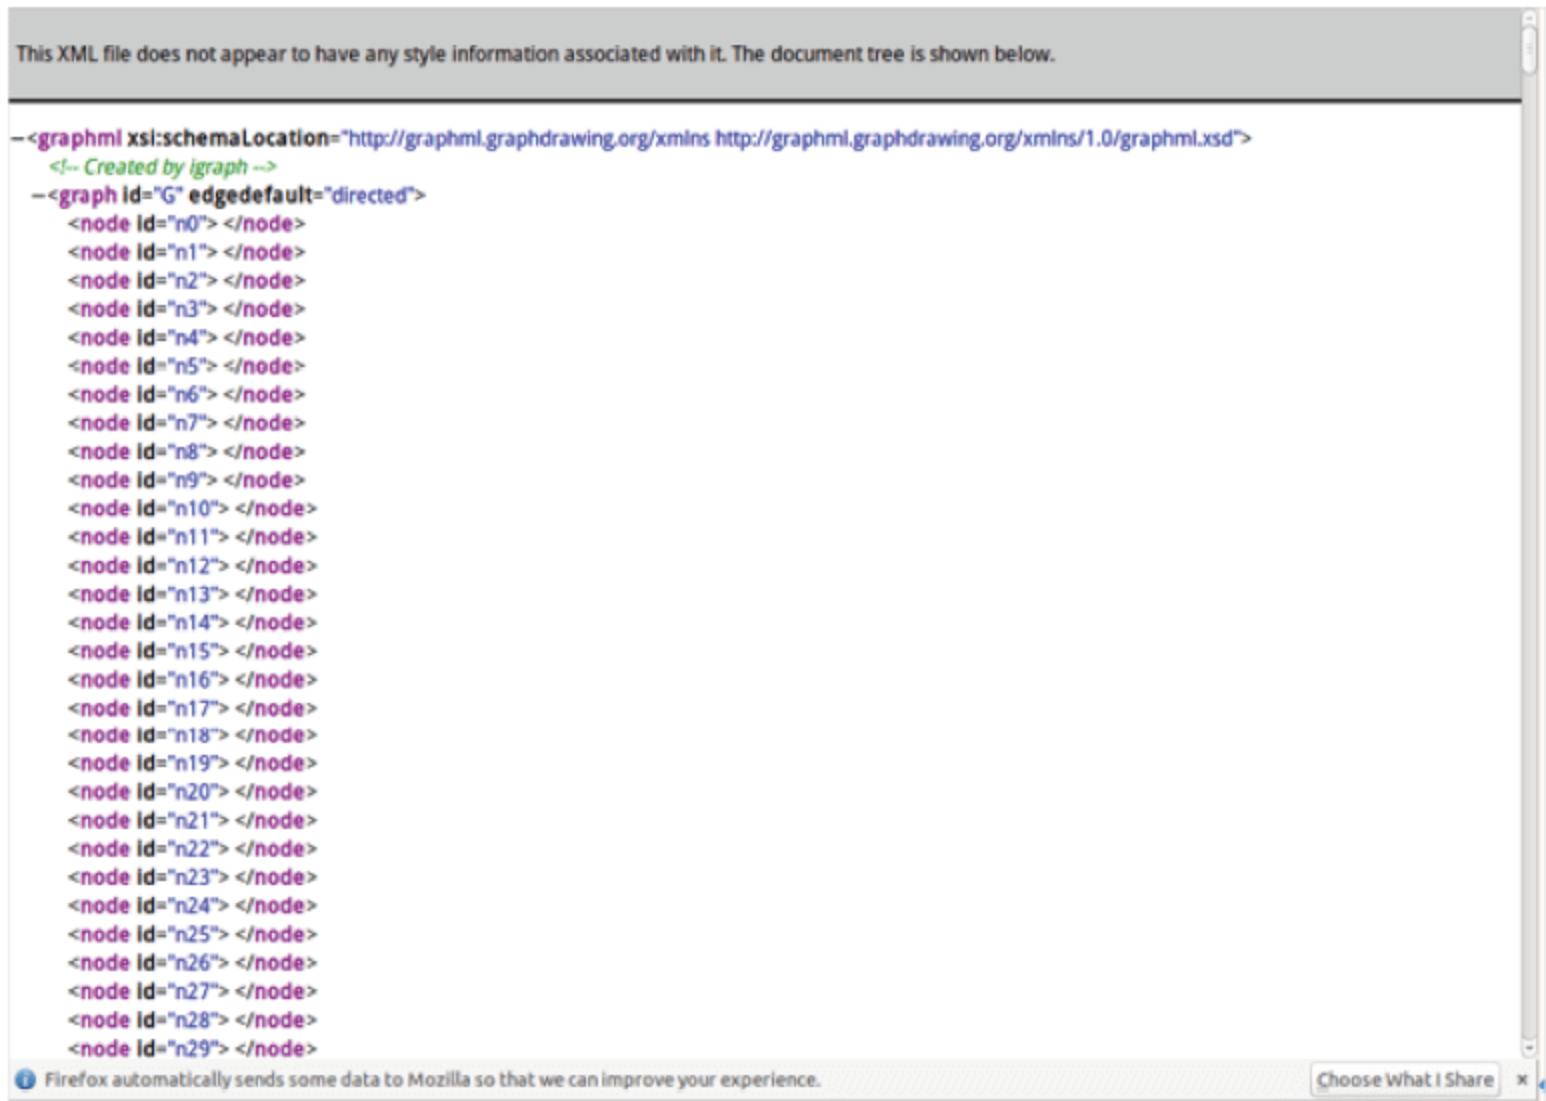 This XML file does not appear to have any style information associated with it. The document tree is shown below.
−<graphml xsi:schemaLocation="http://graphml.graphdrawing.org/xmlns http://graphml.graphdrawing.org/xmlns/1.0/graphml.xsd">
<!-- Created by igraph -->
−<graph id="G" edgedefault="directed">
<node id="n0"> </node>
<node id="n1"> </node>
<node id="n2"> </node>
<node id="n3"> </node>
<node id="n4"> </node>
<node id="n5"> </node>
<node id="n6"> </node>
<node id="n7"> </node>
<node id="n8"> </node>
<node id="n9"> </node>
<node id="n10"> </node>
<node id="n11"> </node>
<node id="n12"> </node>
<node id="n13"> </node>
<node id="n14"> </node>
<node id="n15"> </node>
<node id="n16"> </node>
<node id="n17"> </node>
<node id="n18"> </node>
<node id="n19"> </node>
<node id="n20"> </node>
<node id="n21"> </node>
<node id="n22"> </node>
<node id="n23"> </node>
<node id="n24"> </node>
<node id="n25"> </node>
<node id="n26"> </node>
<node id="n27"> </node>
<node id="n28"> </node>
<node id="n29"> </node>
Firefox automatically sends some data to Mozilla so that we can improve your experience. Choose What I Share ×